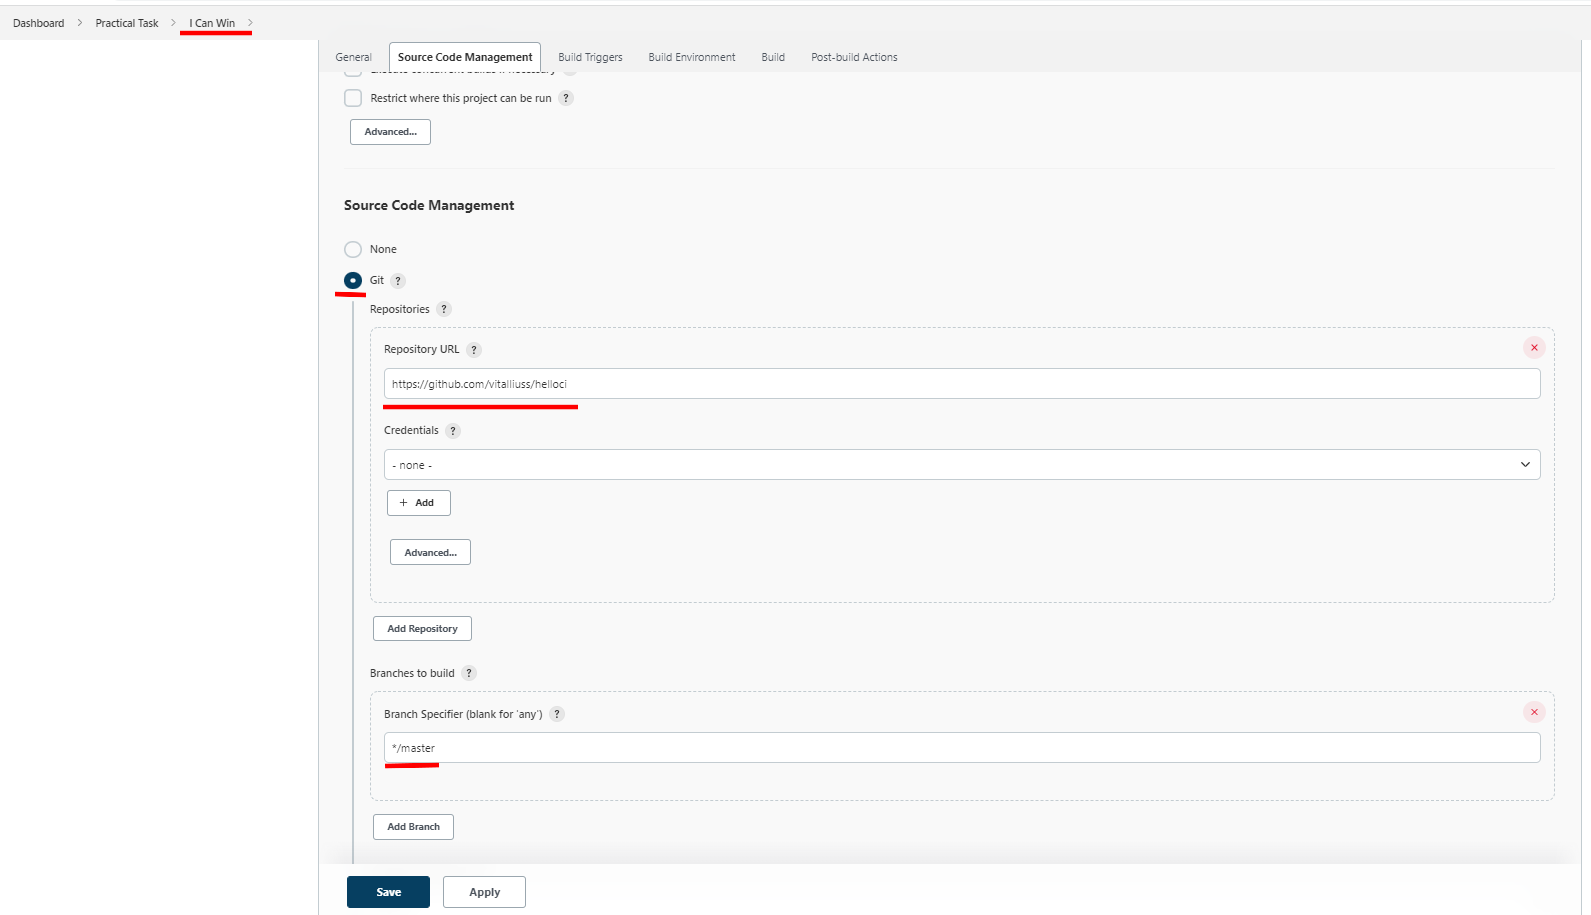 Dashboard > Practical Task > I Can Win >
General Source Code Management Build Triggers Build Environment Build Post-build Actions
Restrict where this project can be run ?
Advanced...
Source Code Management
None
Git ?
Repositories ?
Repository URL ?
https://github.com/vitalliuss/helloci
Credentials ?
- none -
+ Add
Advanced...
Add Repository
Branches to build ?
Branch Specifier (blank for 'any') ?
*/master
Add Branch
Save Apply